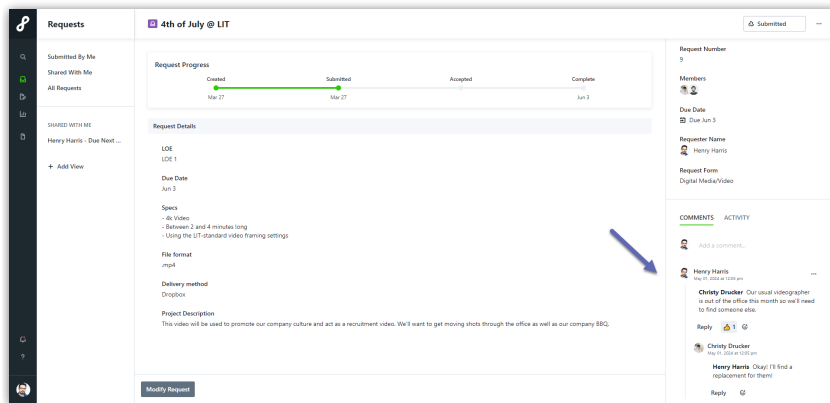 Requests
4th of July @ LIT
Submitted
Submitted By Me
Shared With Me
All Requests
SHARED WITH ME
Henry Harris - Due Next ...
+ Add View
Request Progress
Created
Submitted
Accepted
Complete
Mar 27
Mar 27
Jun 3
Request Details
LOE
LOE 1
Due Date
Jun 3
Specs
- 4k Video
- Between 2 and 4 minutes long
- Using the LIT-standard video framing settings
File format
.mp4
Delivery method
Dropbox
Project Description
This video will be used to promote our company culture and act as a recruitment video. We'll want to get moving shots through the office as well as our company BBQ.
Modify Request
Request Number
9
Members
Due Date
Due Jun 3
Requester Name
Henry Harris
Request Form
Digital Media/Video
COMMENTS ACTIVITY
Add a comment...
Henry Harris
May 01, 2024 at 12:05 pm
Christy Drucker Our usual videographer
is out of the office this month so we'll need
to find someone else.
Reply 👍 1
Christy Drucker
May 01, 2024 at 12:05 pm
Henry Harris Okay! I'll find a
replacement for them!
Reply